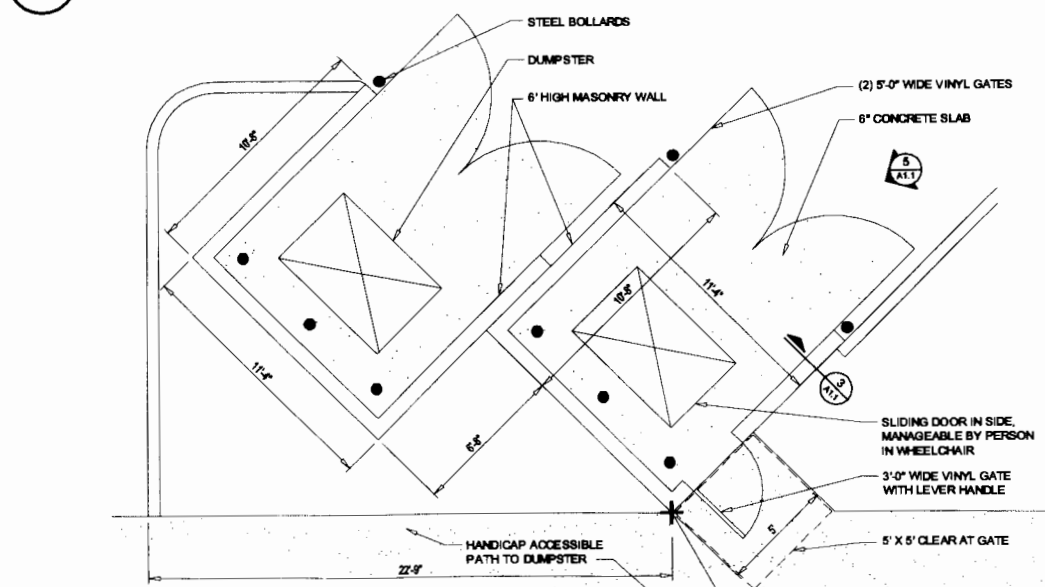 STEEL BOLLARDS
DUMPSTER
6' HIGH MASONRY WALL
(2) 5'-0" WIDE VINYL GATES
6" CONCRETE SLAB
5
A1.1
10'-8"
10'-8"
11'-4"
11'-4"
6'-8"
3
A1.1
SLIDING DOOR IN SIDE,
MANAGEABLE BY PERSON
IN WHEELCHAIR
3'-0" WIDE VINYL GATE
WITH LEVER HANDLE
5
5' X 5' CLEAR AT GATE
HANDICAP ACCESSIBLE
PATH TO DUMPSTER
22'-9"